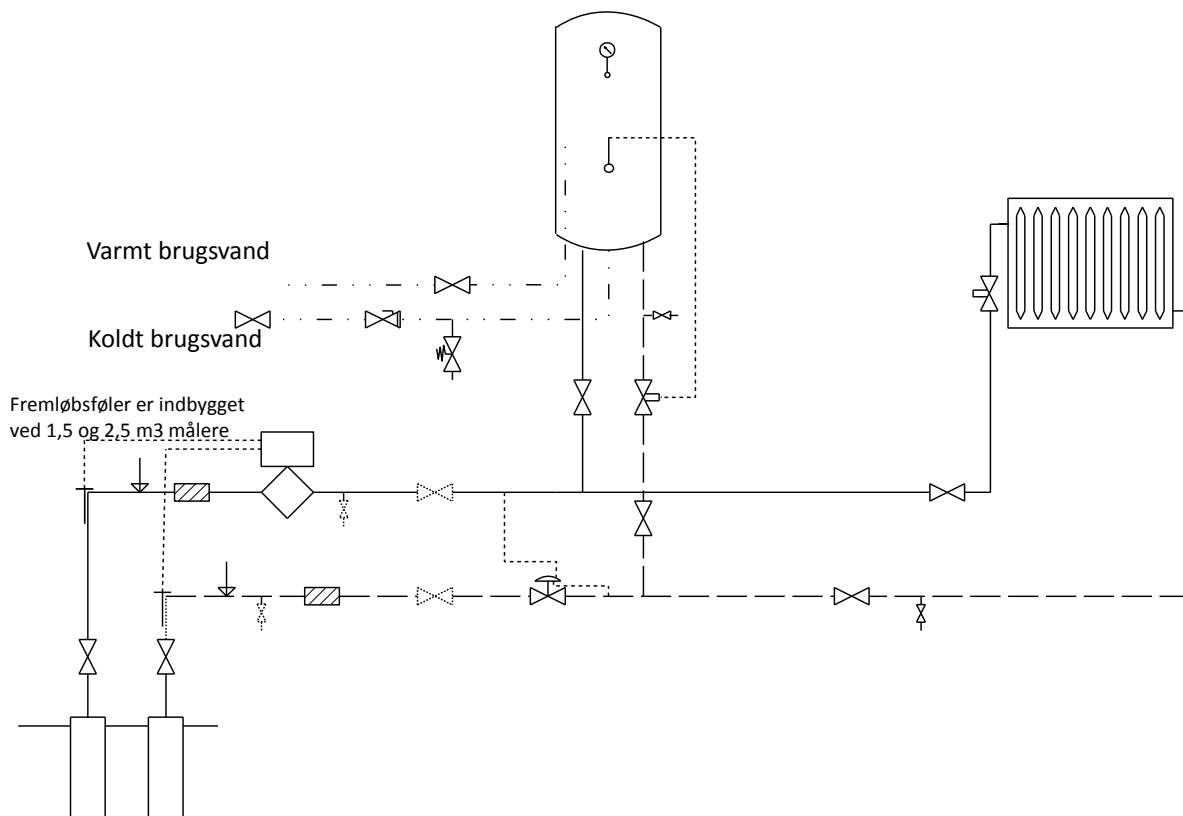 Varmt brugsvand
Koldt brugsvand
Fremløbsføler er indbygget
ved 1,5 og 2,5 m3 målere